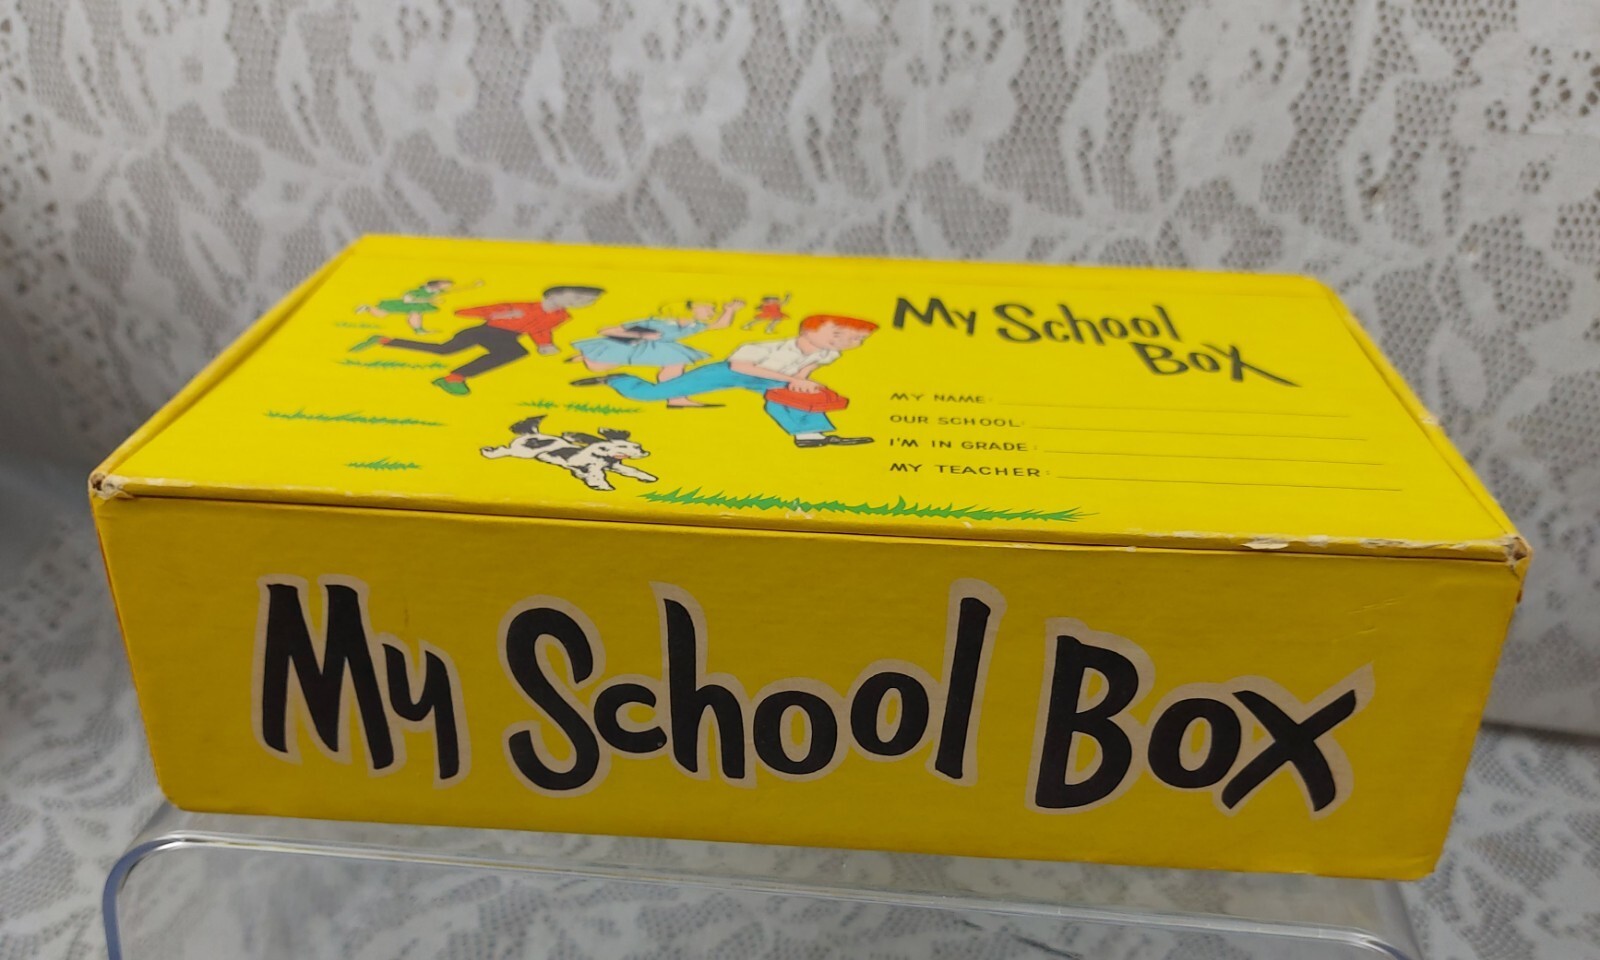 My School
Box
MY NAME:
OUR SCHOOL:
I'M IN GRADE:
MY TEACHER:
My School Box